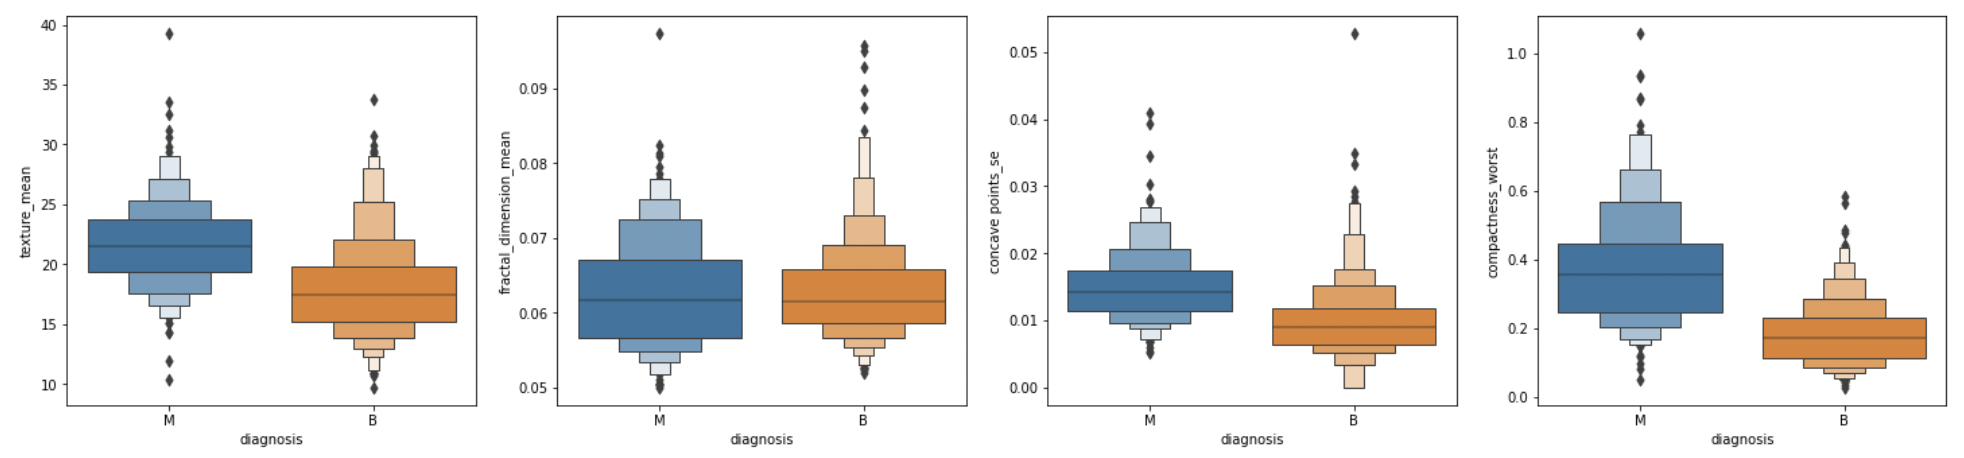 texture_mean
40
35
30
25
20
15
10
M
B
diagnosis
fractal_dimension_mean
0.09
0.08
0.07
0.06
0.05
M
B
diagnosis
concave points_se
0.05
0.04
0.03
0.02
0.01
0.00
M
B
diagnosis
compactness_worst
1.0
0.8
0.6
0.4
0.2
0.0
M
B
diagnosis